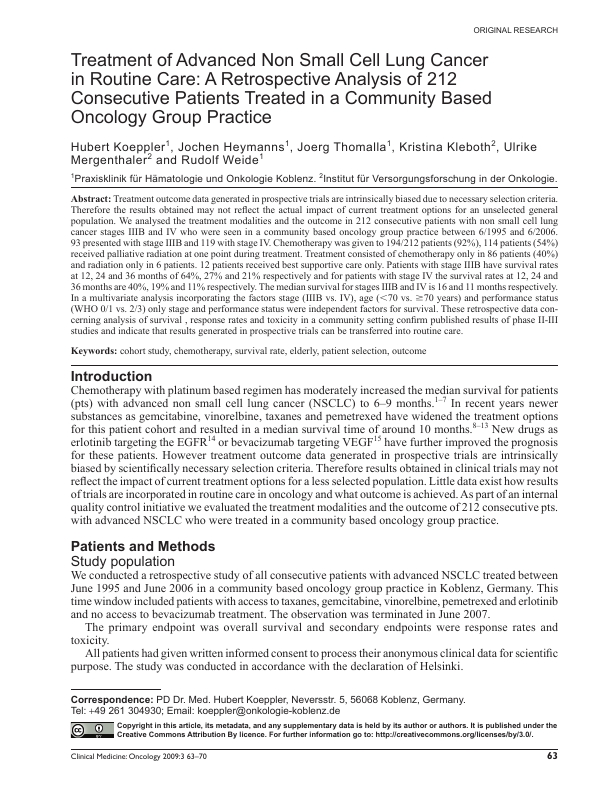 ORIGINAL RESEARCH
Treatment of Advanced Non Small Cell Lung Cancer
in Routine Care: A Retrospective Analysis of 212
Consecutive Patients Treated in a Community Based
Oncology Group Practice
Hubert Koeppler1, Jochen Heymanns1, Joerg Thomalla1, Kristina Kleboth2, Ulrike
Mergenthaler2 and Rudolf Weide1
1Praxisklinik für Hämatologie und Onkologie Koblenz. 2Institut für Versorgungsforschung in der Onkologie.
Abstract: Treatment outcome data generated in prospective trials are intrinsically biased due to necessary selection criteria.
Therefore the results obtained may not reflect the actual impact of current treatment options for an unselected general
population. We analysed the treatment modalities and the outcome in 212 consecutive patients with non small cell lung
cancer stages IIIB and IV who were seen in a community based oncology group practice between 6/1995 and 6/2006.
93 presented with stage IIIB and 119 with stage IV. Chemotherapy was given to 194/212 patients (92%), 114 patients (54%)
received palliative radiation at one point during treatment. Treatment consisted of chemotherapy only in 86 patients (40%)
and radiation only in 6 patients. 12 patients received best supportive care only. Patients with stage IIIB have survival rates
at 12, 24 and 36 months of 64%, 27% and 21% respectively and for patients with stage IV the survival rates at 12, 24 and
36 months are 40%, 19% and 11% respectively. The median survival for stages IIIB and IV is 16 and 11 months respectively.
In a multivariate analysis incorporating the factors stage (IIIB vs. IV), age (<70 vs. ≥70 years) and performance status
(WHO 0/1 vs. 2/3) only stage and performance status were independent factors for survival. These retrospective data con-
cerning analysis of survival , response rates and toxicity in a community setting confirm published results of phase II-III
studies and indicate that results generated in prospective trials can be transferred into routine care.
Keywords: cohort study, chemotherapy, survival rate, elderly, patient selection, outcome
Introduction
Chemotherapy with platinum based regimen has moderately increased the median survival for patients
(pts) with advanced non small cell lung cancer (NSCLC) to 6–9 months.1–7 In recent years newer
substances as gemcitabine, vinorelbine, taxanes and pemetrexed have widened the treatment options
for this patient cohort and resulted in a median survival time of around 10 months.8–13 New drugs as
erlotinib targeting the EGFR14 or bevacizumab targeting VEGF15 have further improved the prognosis
for these patients. However treatment outcome data generated in prospective trials are intrinsically
biased by scientifically necessary selection criteria. Therefore results obtained in clinical trials may not
reflect the impact of current treatment options for a less selected population. Little data exist how results
of trials are incorporated in routine care in oncology and what outcome is achieved. As part of an internal
quality control initiative we evaluated the treatment modalities and the outcome of 212 consecutive pts.
with advanced NSCLC who were treated in a community based oncology group practice.
Patients and Methods
Study population
We conducted a retrospective study of all consecutive patients with advanced NSCLC treated between
June 1995 and June 2006 in a community based oncology group practice in Koblenz, Germany. This
time window included patients with access to taxanes, gemcitabine, vinorelbine, pemetrexed and erlotinib
and no access to bevacizumab treatment. The observation was terminated in June 2007.
The primary endpoint was overall survival and secondary endpoints were response rates and
toxicity.
All patients had given written informed consent to process their anonymous clinical data for scientific
purpose. The study was conducted in accordance with the declaration of Helsinki.
Correspondence: PD Dr. Med. Hubert Koeppler, Neversstr. 5, 56068 Koblenz, Germany.
Tel: +49 261 304930; Email: koeppler@onkologie-koblenz.de
cc BY
Copyright in this article, its metadata, and any supplementary data is held by its author or authors. It is published under the
Creative Commons Attribution By licence. For further information go to: http://creativecommons.org/licenses/by/3.0/.
Clinical Medicine: Oncology 2009:3 63–70
63